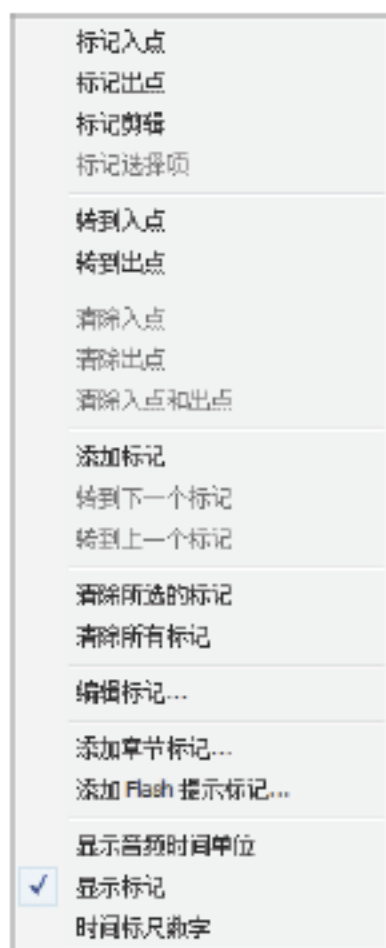 标记入点
标记出点
标记剪辑
标记选择项
转到入点
转到出点
清除入点
清除出点
清除入点和出点
添加标记
转到下一个标记
转到上一个标记
清除所选的标记
清除所有标记
编辑标记...
添加章节标记...
添加 Flash 提示标记...
显示音频时间单位
显示标记
时间标尺数字